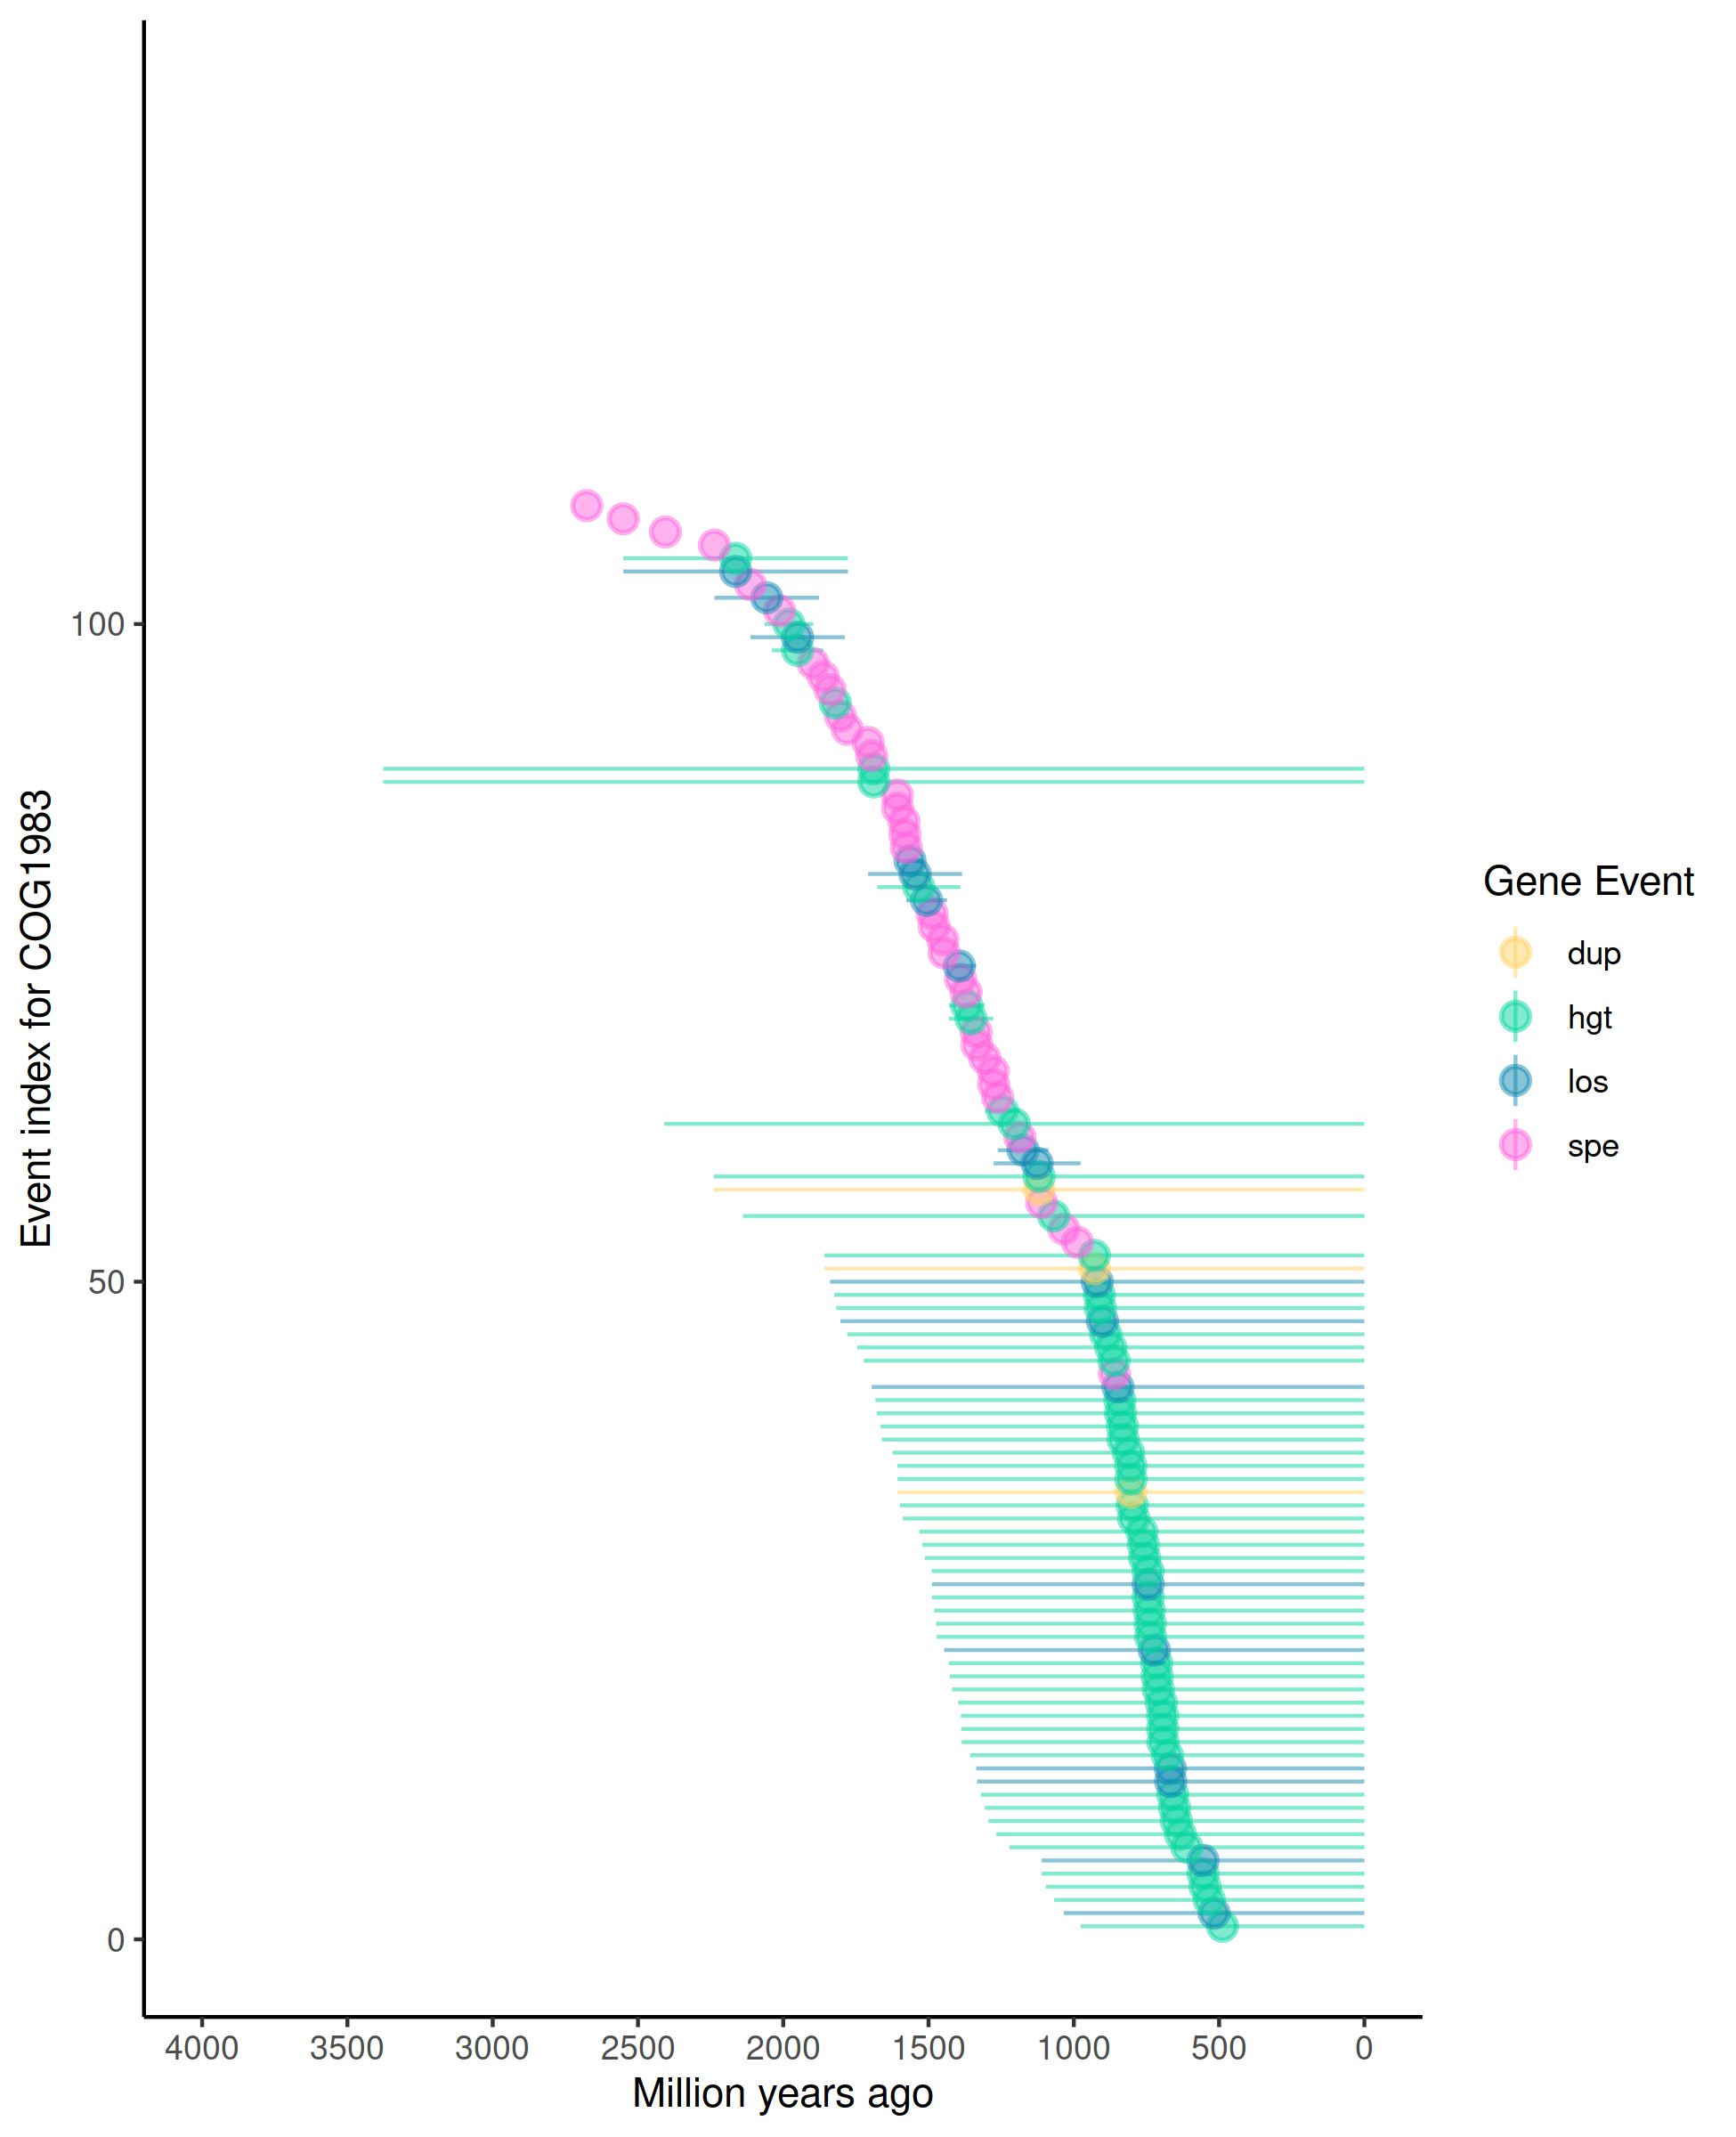 Event index for COG1983
100
50
0
4000 3500 3000 2500 2000 1500 1000 500 0
Million years ago
Gene Event
dup
hgt
los
spe